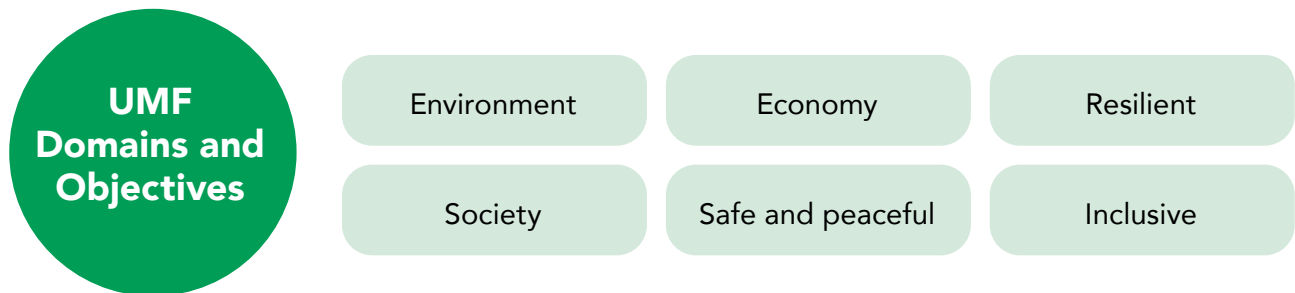 UMF
Domains and
Objectives
Environment
Economy
Resilient
Society
Safe and peaceful
Inclusive